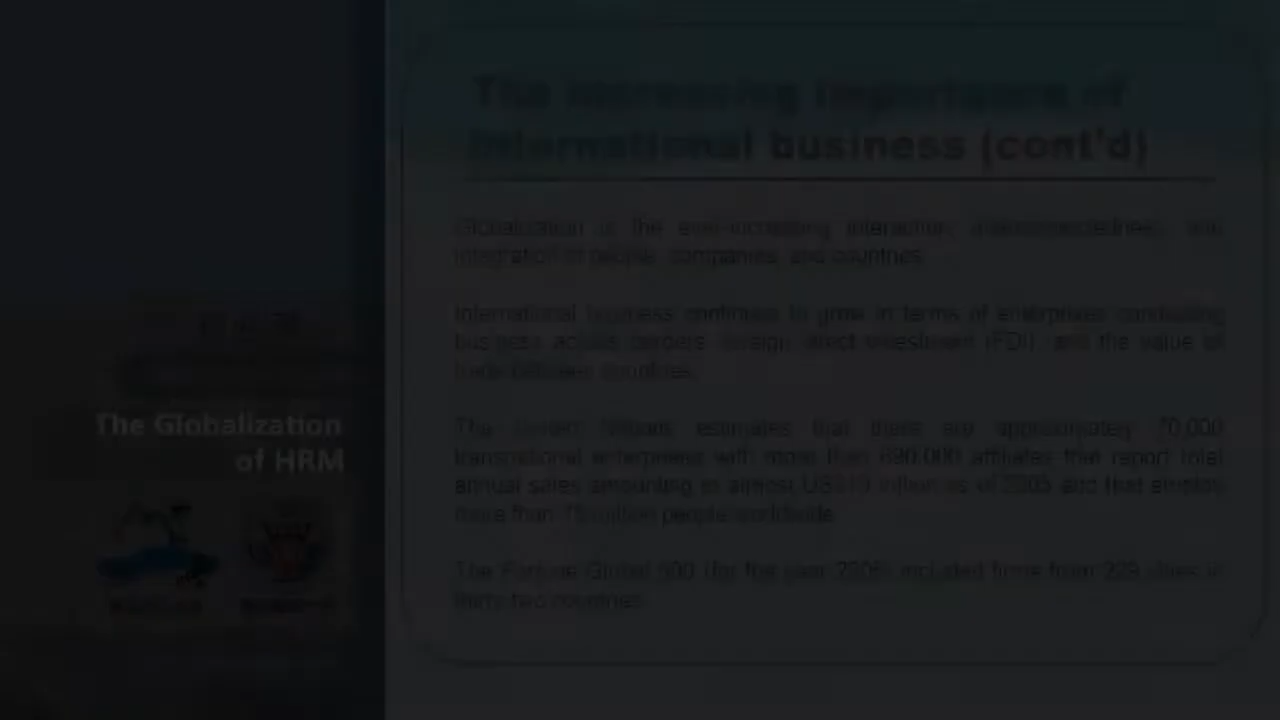 The Globalization
of HRM
The increasing importance of
international business (cont'd)
Globalization is the ever-increasing interaction, interconnectedness, and
integration of people, companies, and countries.
International business continues to grow in terms of enterprises conducting
business across borders, foreign direct investment (FDI), and the value of
trade between countries.
The United Nations estimates that there are approximately 70,000
transnational enterprises with more than 690,000 affiliates that report total
annual sales amounting to almost trillion as of and that employ
more than million people worldwide.
The Fortune Global 500 (for the year included firms from cities in
thirty-two countries.